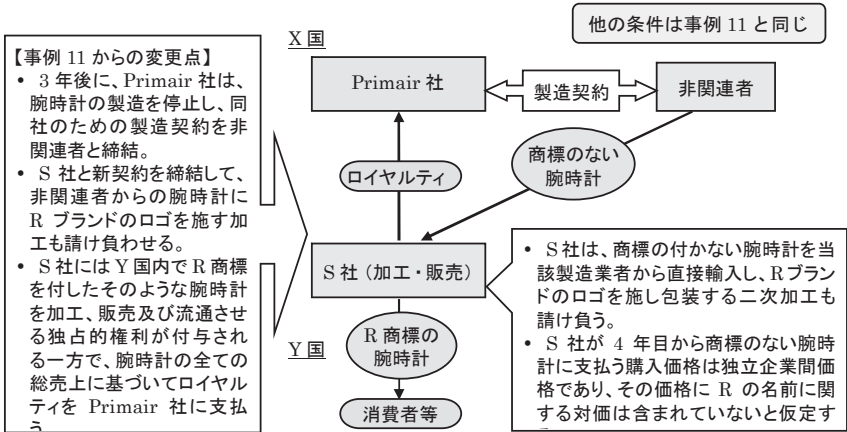 他の条件は事例 11 と同じ
X 国
【事例 11 からの変更点】
• 3 年後に、Primair 社は、
腕時計の製造を停止し、同
社のための製造契約を非
関連者と締結。
• S 社と新契約を締結して、
非関連者からの腕時計に
R ブランドのロゴを施す加
工も請け負わせる。
• S 社には Y 国内で R 商標
を付したそのような腕時計
を加工、販売及び流通させ
る独占的権利が付与され
る一方で、腕時計の全ての
総売上に基づいてロイヤル
ティを Primair 社に支払
う
Primair 社
製造契約
非関連者
商標のない
腕時計
ロイヤルティ
S 社（加工・販売）
Y 国
R 商標の
腕時計
消費者等
• S 社は、商標の付かない腕時計を当
該製造業者から直接輸入し、R ブラン
ドのロゴを施し包装する二次加工も
請け負う。
• S 社が 4 年目から商標のない腕時
計に支払う購入価格は独立企業間価
格であり、その価格に R の名前に関
する対価は含まれていないと仮定す